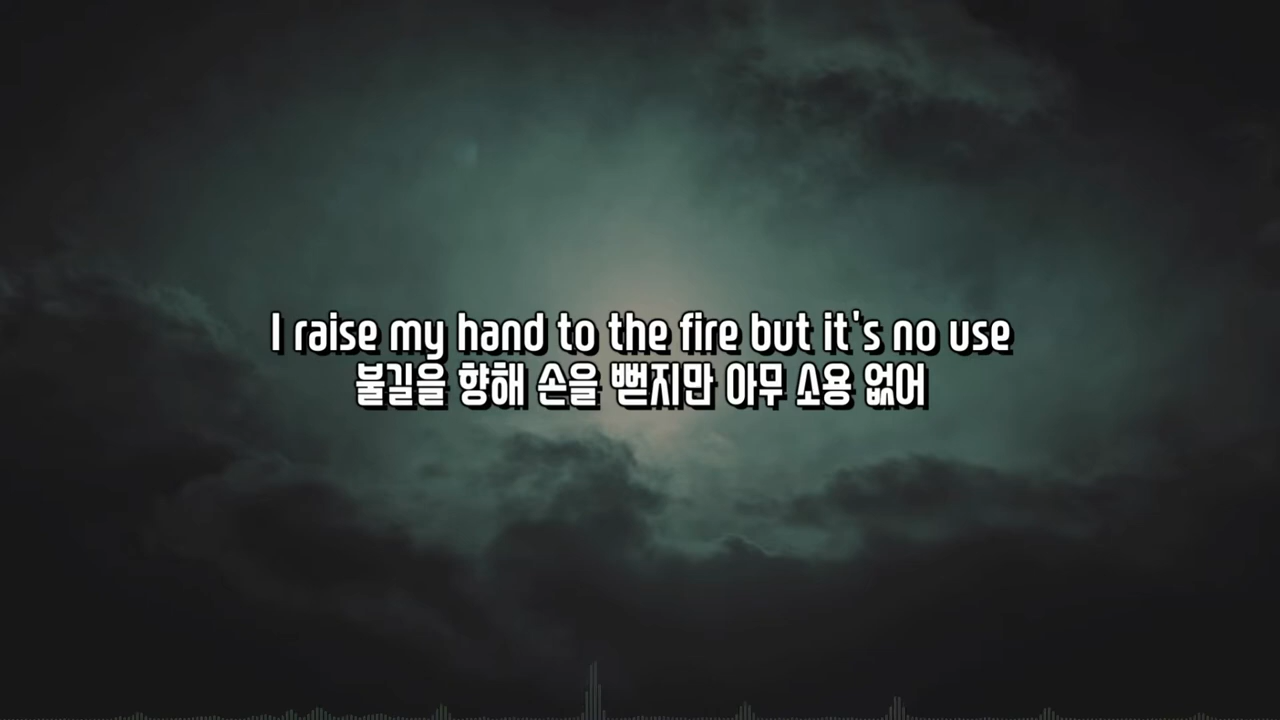 I raise my hand to the fire but it's no use
불길을 향해 손을 뻗지만 아무 소용 없어